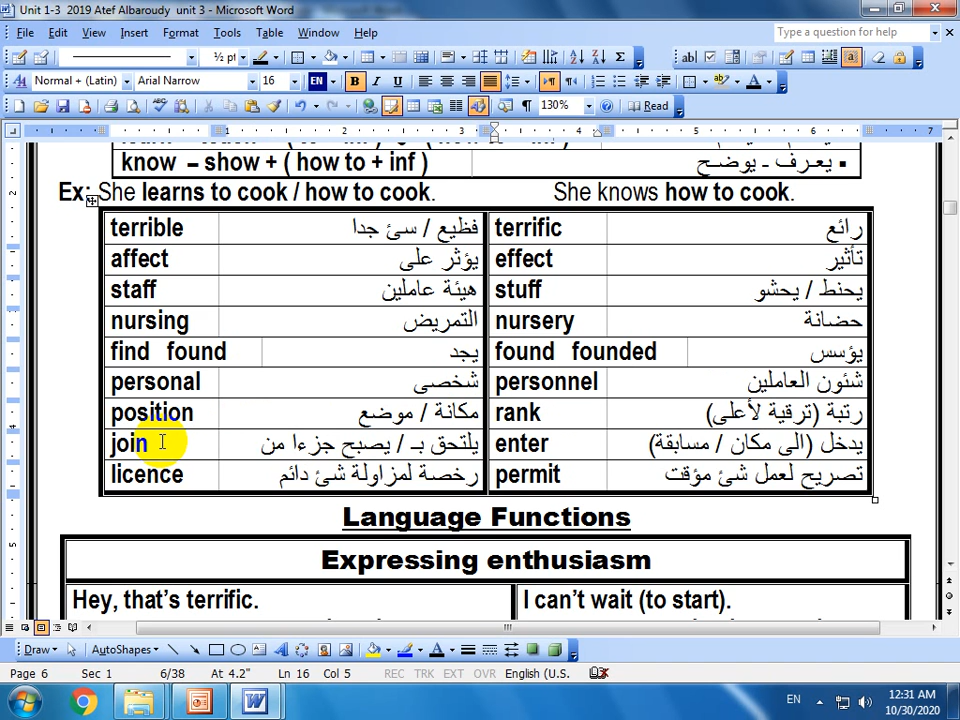 Unit 1-3 2019 Atef Albaroudy unit 3 - Microsoft Word
File Edit View Insert Format Tools Table Window Help Type a question for help
½ pt
Normal + (Latin) Arial Narrow 16 EN B I U
130% Read
know – show + ( how to + inf ) ▪ يعـرف ـ يوضـح
Ex: She learns to cook / how to cook. She knows how to cook.
terrible فظيع / سئ جدا terrific رائع
affect يؤثر على effect تأثير
staff هيئة عاملين stuff يحنط / يحشو
nursing التمريض nursery حضانة
find found يجد found founded يؤسس
personal شخصى personnel شئون العاملين
position مكانة / موضع rank رتبة (ترقية لأعلى)
join يلتحق بـ / يصبح جزءا من enter يدخل (الى مكان / مسابقة)
licence رخصة لمزاولة شئ دائم permit تصريح لعمل شئ مؤقت
Language Functions
Expressing enthusiasm
Hey, that's terrific. I can't wait (to start).
Draw AutoShapes
Page 6 Sec 1 6/38 At 4.2" Ln 16 Col 5 REC TRK EXT OVR English (U.S.
EN 12:31 AM
10/30/2020